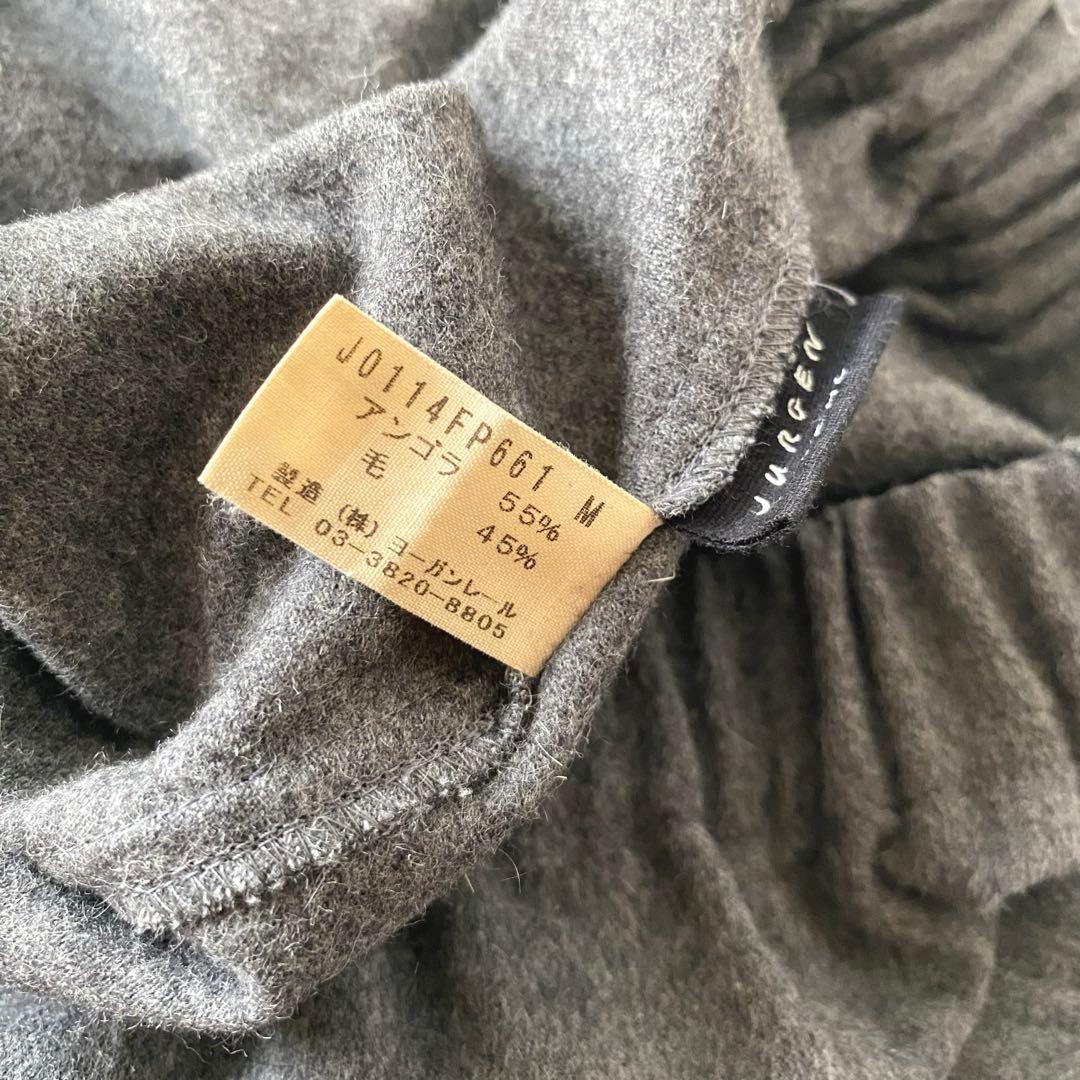 J0114FP661 M
アンゴラ 55%
毛 45%
製造 (株)ヨーガンレール
TEL 03-3820-8805
JURGEN